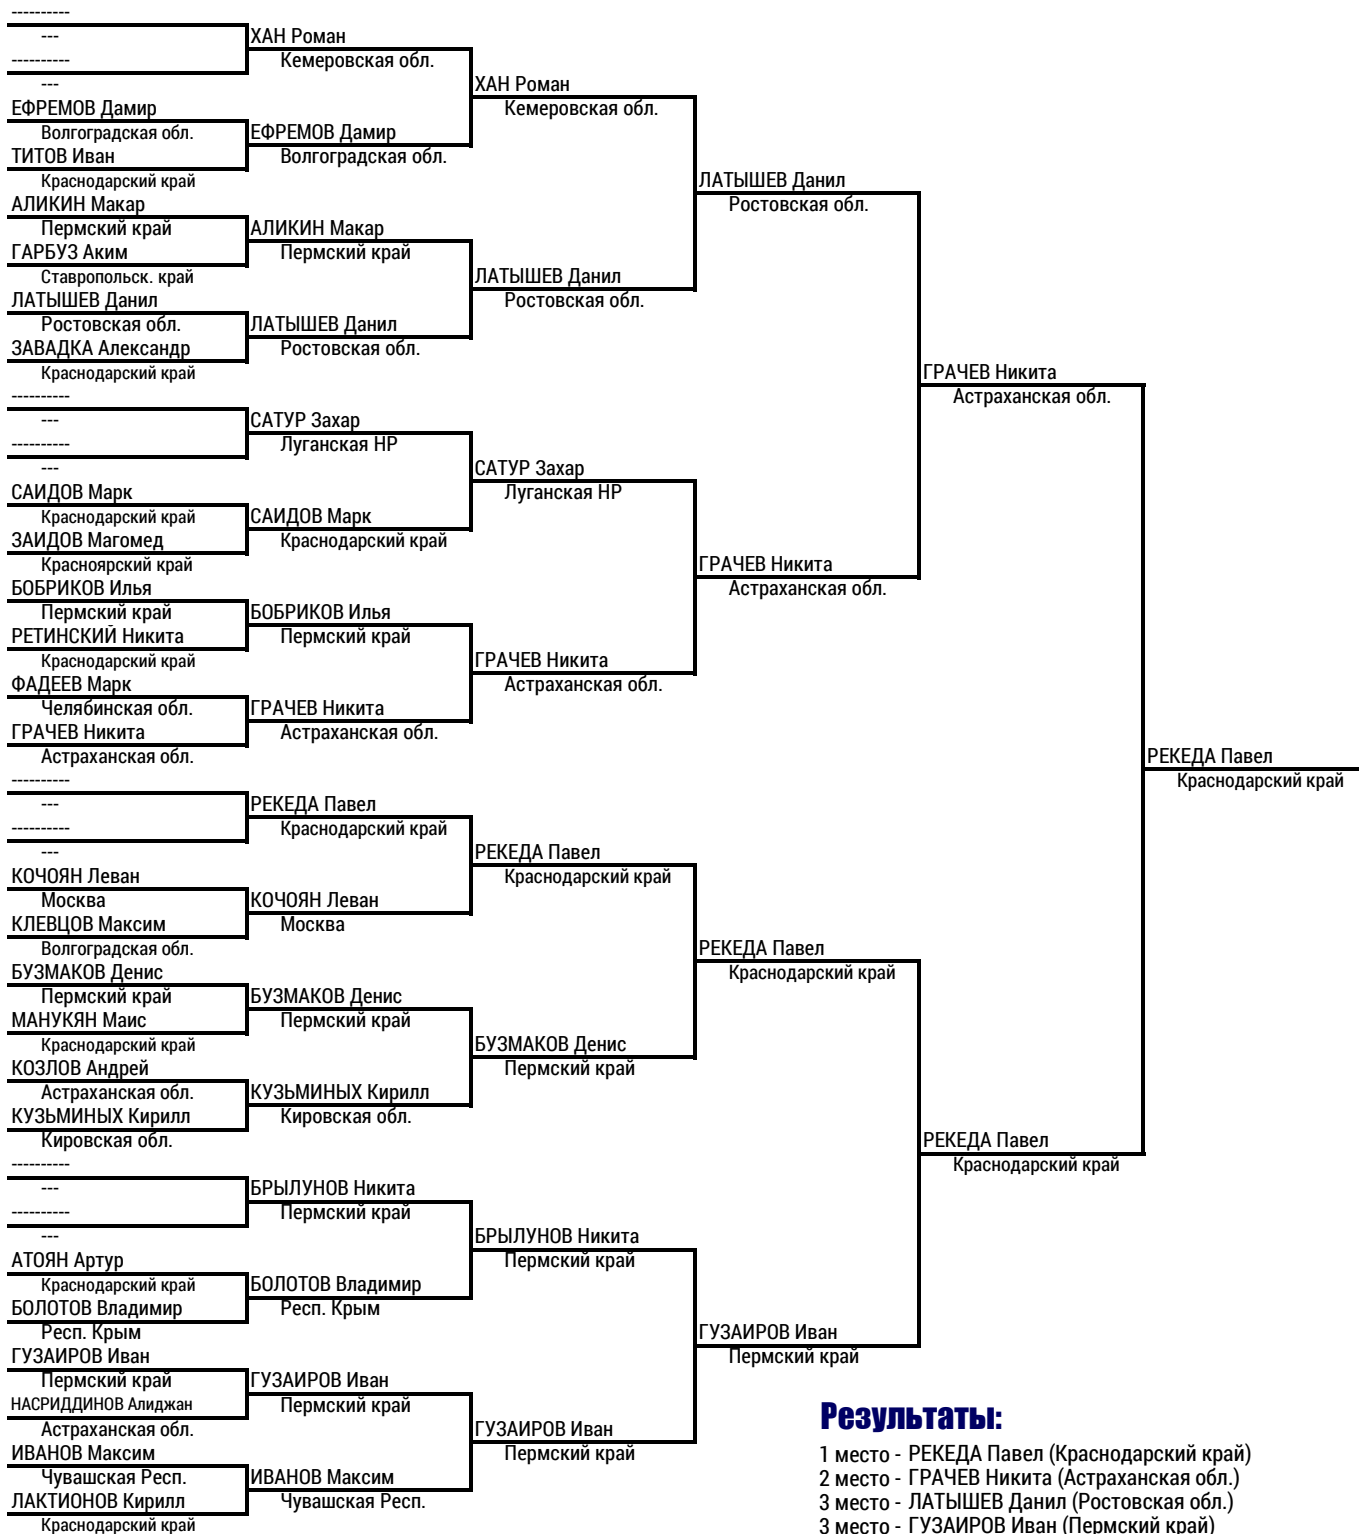 ----------
---
----------
---
ЕФРЕМОВ Дамир
Волгоградская обл.
ТИТОВ Иван
Краснодарский край
АЛИКИН Макар
Пермский край
ГАРБУЗ Аким
Ставропольск. край
ЛАТЫШЕВ Данил
Ростовская обл.
ЗАВАДКА Александр
Краснодарский край
----------
---
----------
---
САИДОВ Марк
Краснодарский край
ЗАИДОВ Магомед
Красноярский край
БОБРИКОВ Илья
Пермский край
РЕТИНСКИЙ Никита
Краснодарский край
ФАДЕЕВ Марк
Челябинская обл.
ГРАЧЕВ Никита
Астраханская обл.
----------
---
----------
---
КОЧОЯН Леван
Москва
КЛЕВЦОВ Максим
Волгоградская обл.
БУЗМАКОВ Денис
Пермский край
МАНУКЯН Маис
Краснодарский край
КОЗЛОВ Андрей
Астраханская обл.
КУЗЬМИНЫХ Кирилл
Кировская обл.
----------
---
----------
---
АТОЯН Артур
Краснодарский край
БОЛОТОВ Владимир
Респ. Крым
ГУЗАИРОВ Иван
Пермский край
НАСРИДДИНОВ Алиджан
Астраханская обл.
ИВАНОВ Максим
Чувашская Респ.
ЛАКТИОНОВ Кирилл
Краснодарский край
ХАН Роман
Кемеровская обл.
ЕФРЕМОВ Дамир
Волгоградская обл.
АЛИКИН Макар
Пермский край
ЛАТЫШЕВ Данил
Ростовская обл.
САТУР Захар
Луганская НР
САИДОВ Марк
Краснодарский край
БОБРИКОВ Илья
Пермский край
ГРАЧЕВ Никита
Астраханская обл.
РЕКЕДА Павел
Краснодарский край
КОЧОЯН Леван
Москва
БУЗМАКОВ Денис
Пермский край
КУЗЬМИНЫХ Кирилл
Кировская обл.
БРЫЛУНОВ Никита
Пермский край
БОЛОТОВ Владимир
Респ. Крым
ГУЗАИРОВ Иван
Пермский край
ИВАНОВ Максим
Чувашская Респ.
ХАН Роман
Кемеровская обл.
ЛАТЫШЕВ Данил
Ростовская обл.
САТУР Захар
Луганская НР
ГРАЧЕВ Никита
Астраханская обл.
РЕКЕДА Павел
Краснодарский край
БУЗМАКОВ Денис
Пермский край
БРЫЛУНОВ Никита
Пермский край
ГУЗАИРОВ Иван
Пермский край
ЛАТЫШЕВ Данил
Ростовская обл.
ГРАЧЕВ Никита
Астраханская обл.
РЕКЕДА Павел
Краснодарский край
ГУЗАИРОВ Иван
Пермский край
ГРАЧЕВ Никита
Астраханская обл.
РЕКЕДА Павел
Краснодарский край
РЕКЕДА Павел
Краснодарский край
Результаты:
1 место - РЕКЕДА Павел (Краснодарский край)
2 место - ГРАЧЕВ Никита (Астраханская обл.)
3 место - ЛАТЫШЕВ Данил (Ростовская обл.)
3 место - ГУЗАИРОВ Иван (Пермский край)